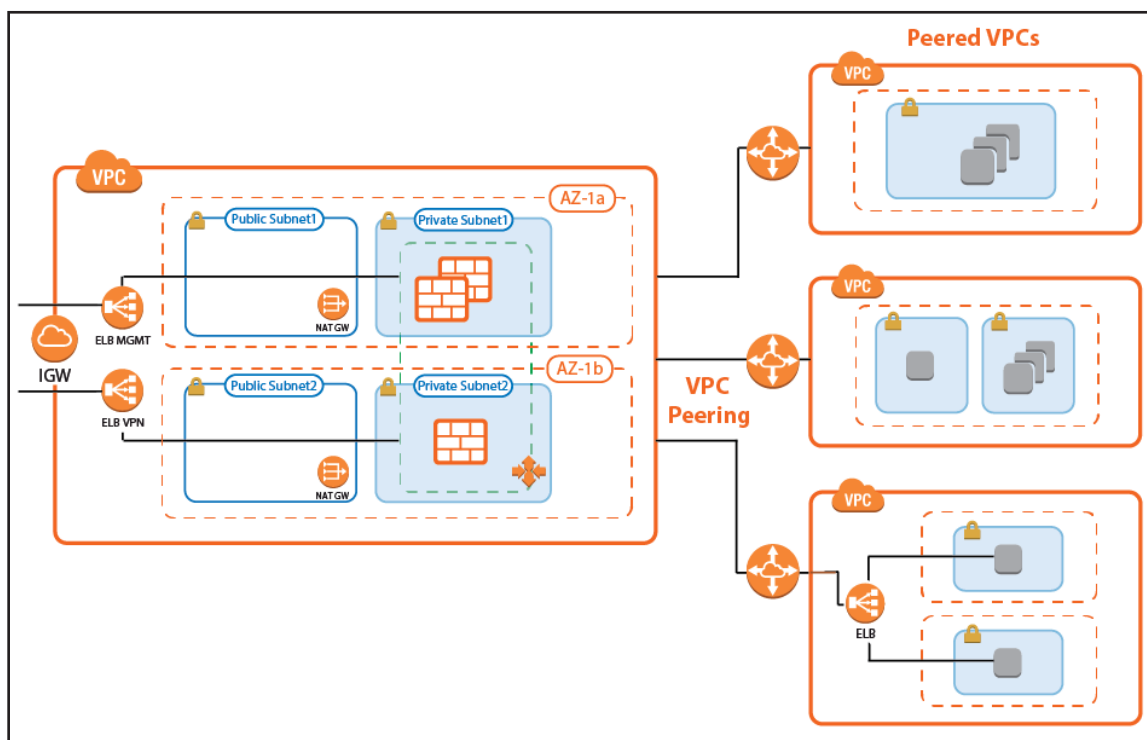 Peered VPCs
VPC
VPC
AZ-1a
Public Subnet1
Private Subnet1
NAT GW
ELB MGMT
IGW
VPC
AZ-1b
Public Subnet2
Private Subnet2
VPC
Peering
ELB VPN
NAT GW
VPC
ELB